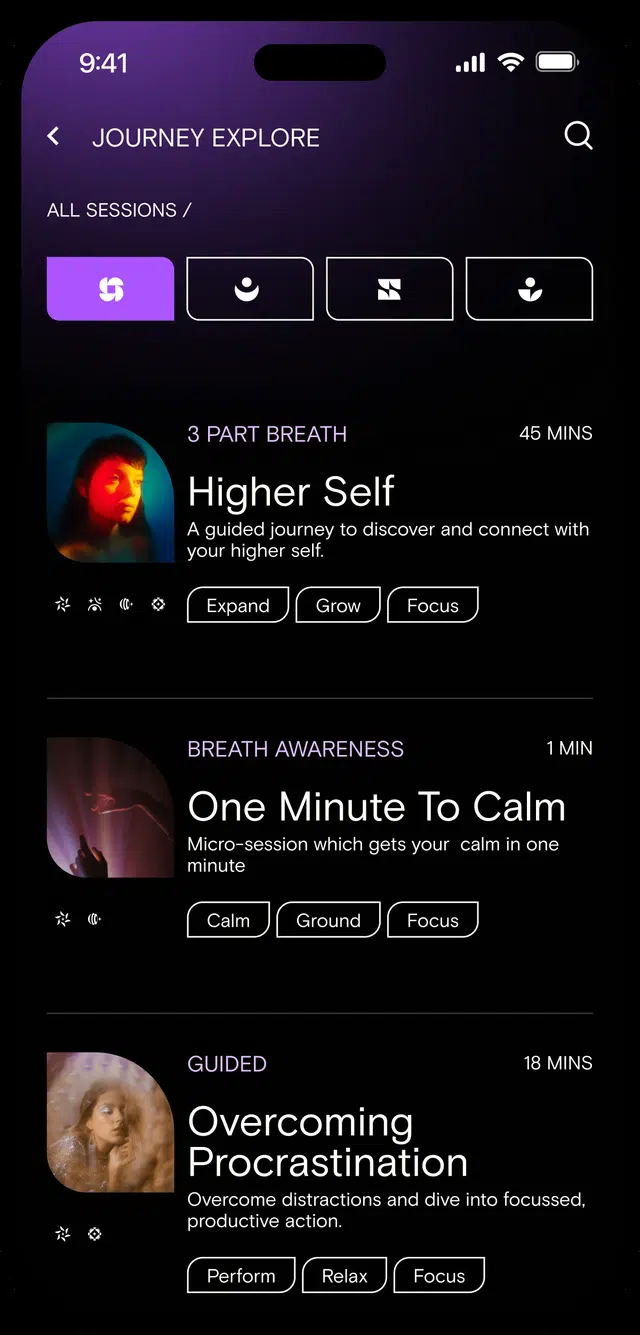 9:41
JOURNEY EXPLORE
ALL SESSIONS /
3 PART BREATH
45 MINS
Higher Self
A guided journey to discover and connect with
your higher self.
Expand
Grow
Focus
BREATH AWARENESS
1 MIN
One Minute To Calm
Micro-session which gets your  calm in one
minute
Calm
Ground
Focus
GUIDED
18 MINS
Overcoming
Procrastination
Overcome distractions and dive into focussed,
productive action.
Perform
Relax
Focus